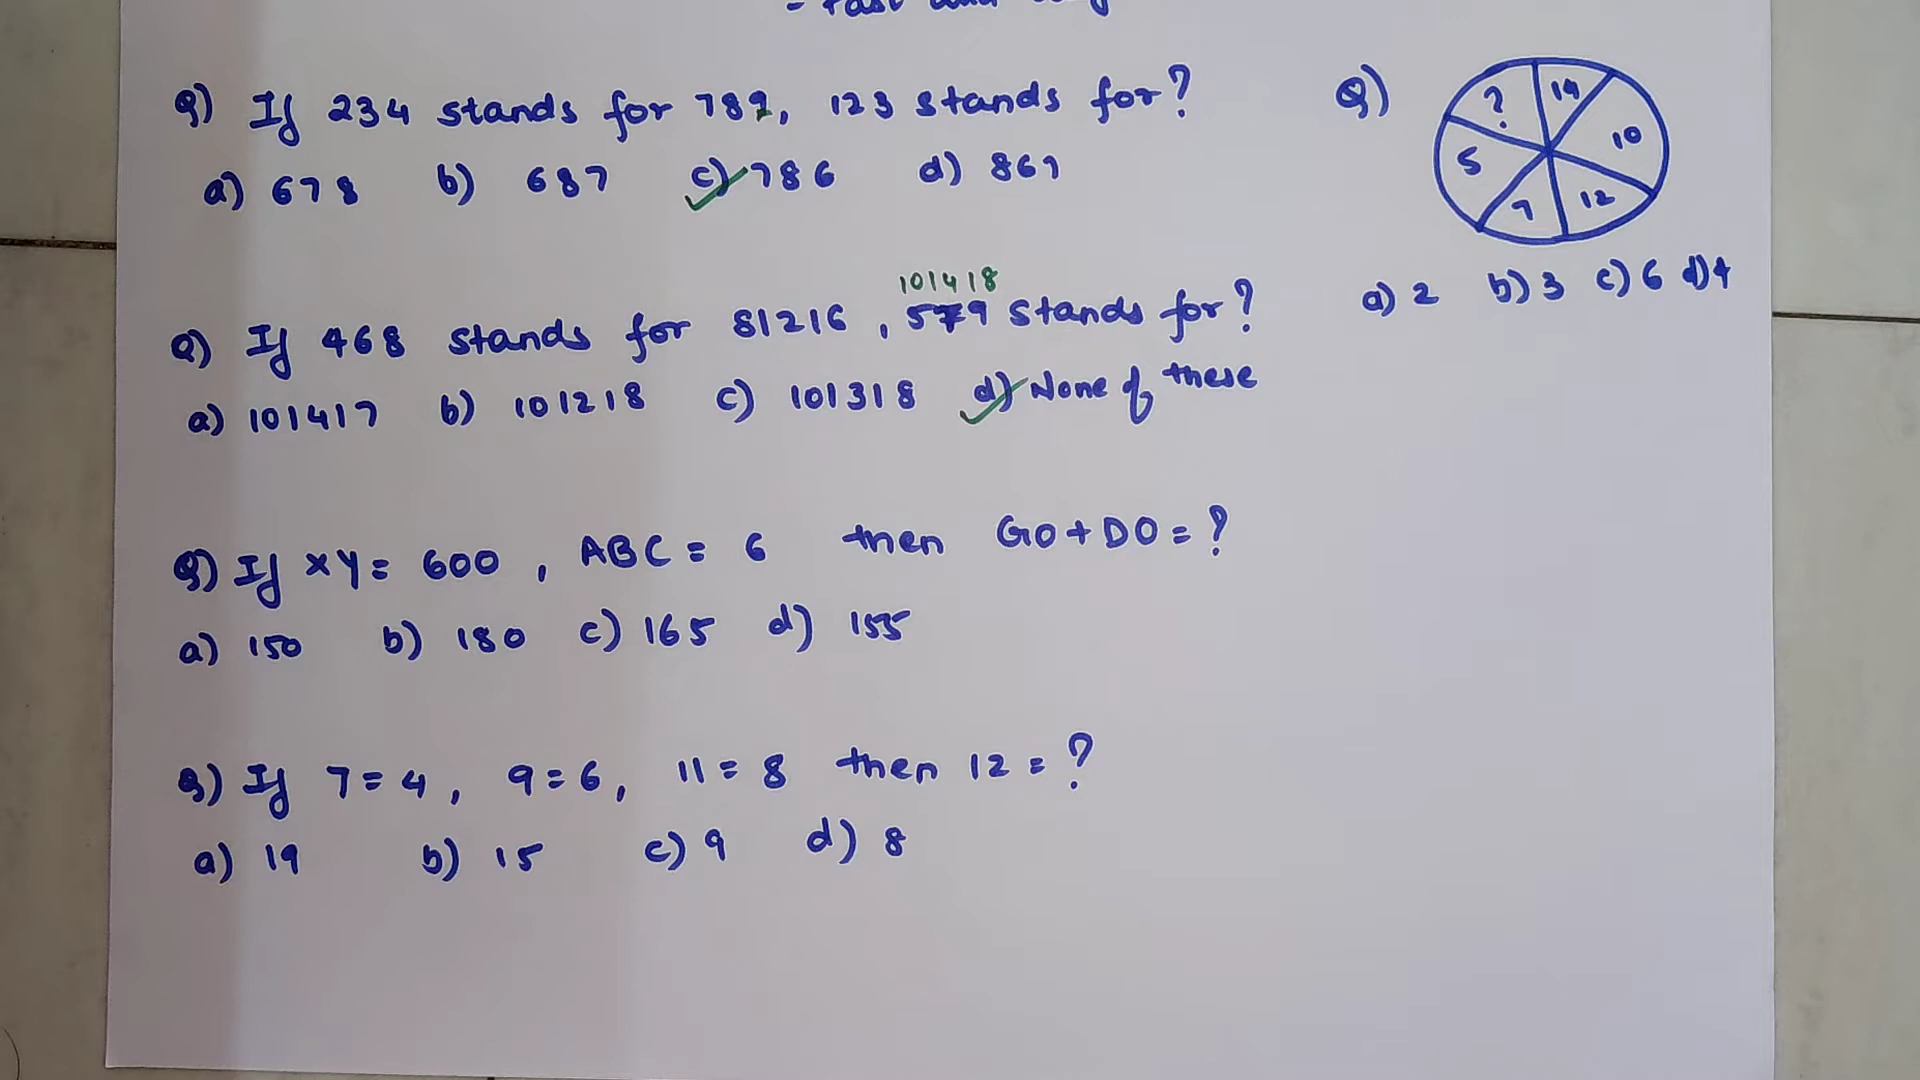 Q) If 234 stands for 789, 123 stands for?
a) 678 b) 687 c) 786 d) 869
101418
Q) If 468 stands for 81216, 579 stands for?
a) 101417 b) 101218 c) 101318 d) None of these
Q) If XY = 600, ABC = 6 then GO + DO = ?
a) 150 b) 180 c) 165 d) 155
Q) If 7 = 4, 9 = 6, 11 = 8 then 12 = ?
a) 19 b) 15 c) 9 d) 8
Q)
? 14
5 10
7 12
a) 2 b) 3 c) 6 d) 4